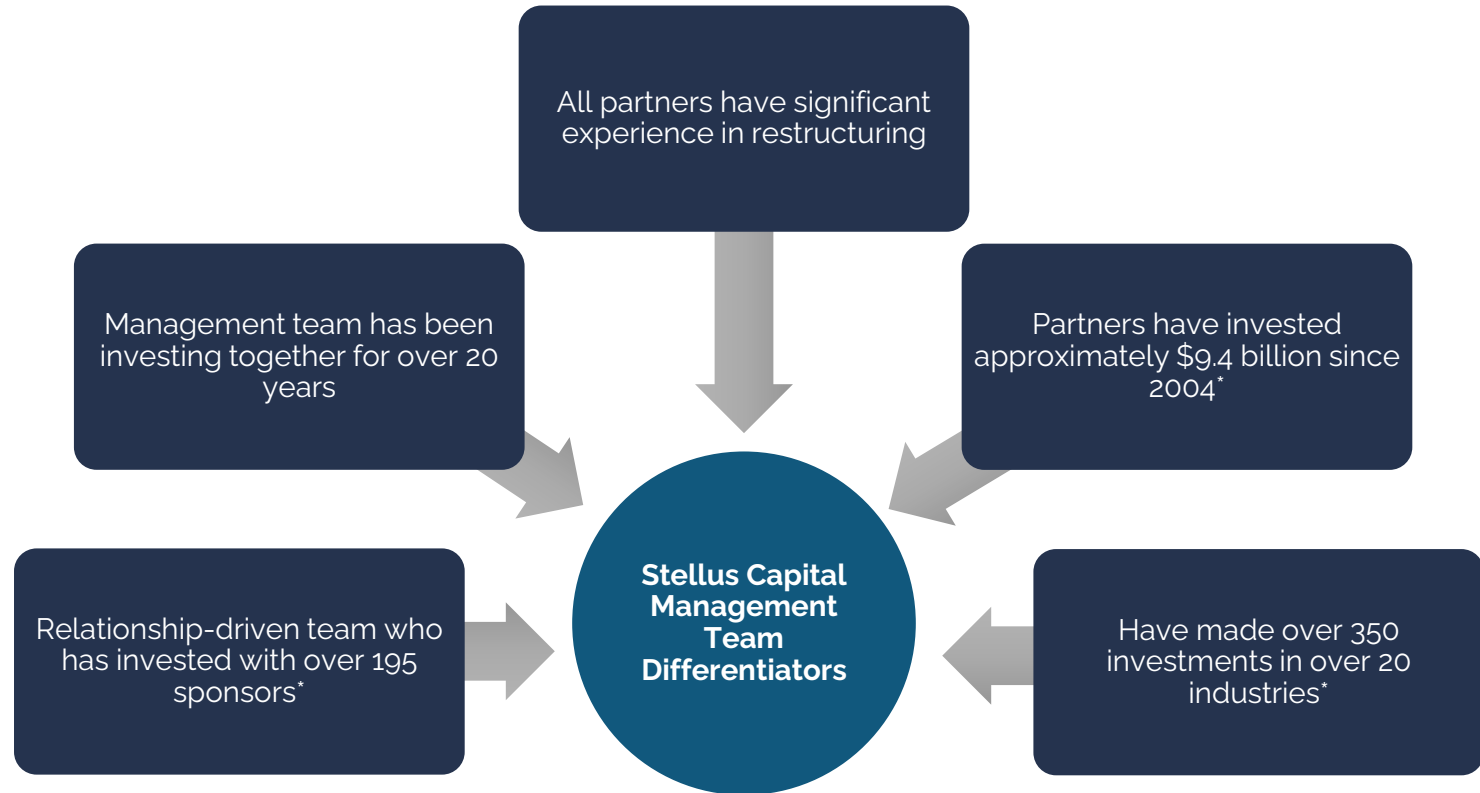 All partners have significant
experience in restructuring
Management team has been
investing together for over 20
years
Partners have invested
approximately $9.4 billion since
2004*
Relationship-driven team who
has invested with over 195
sponsors*
Stellus Capital
Management
Team
Differentiators
Have made over 350
investments in over 20
industries*